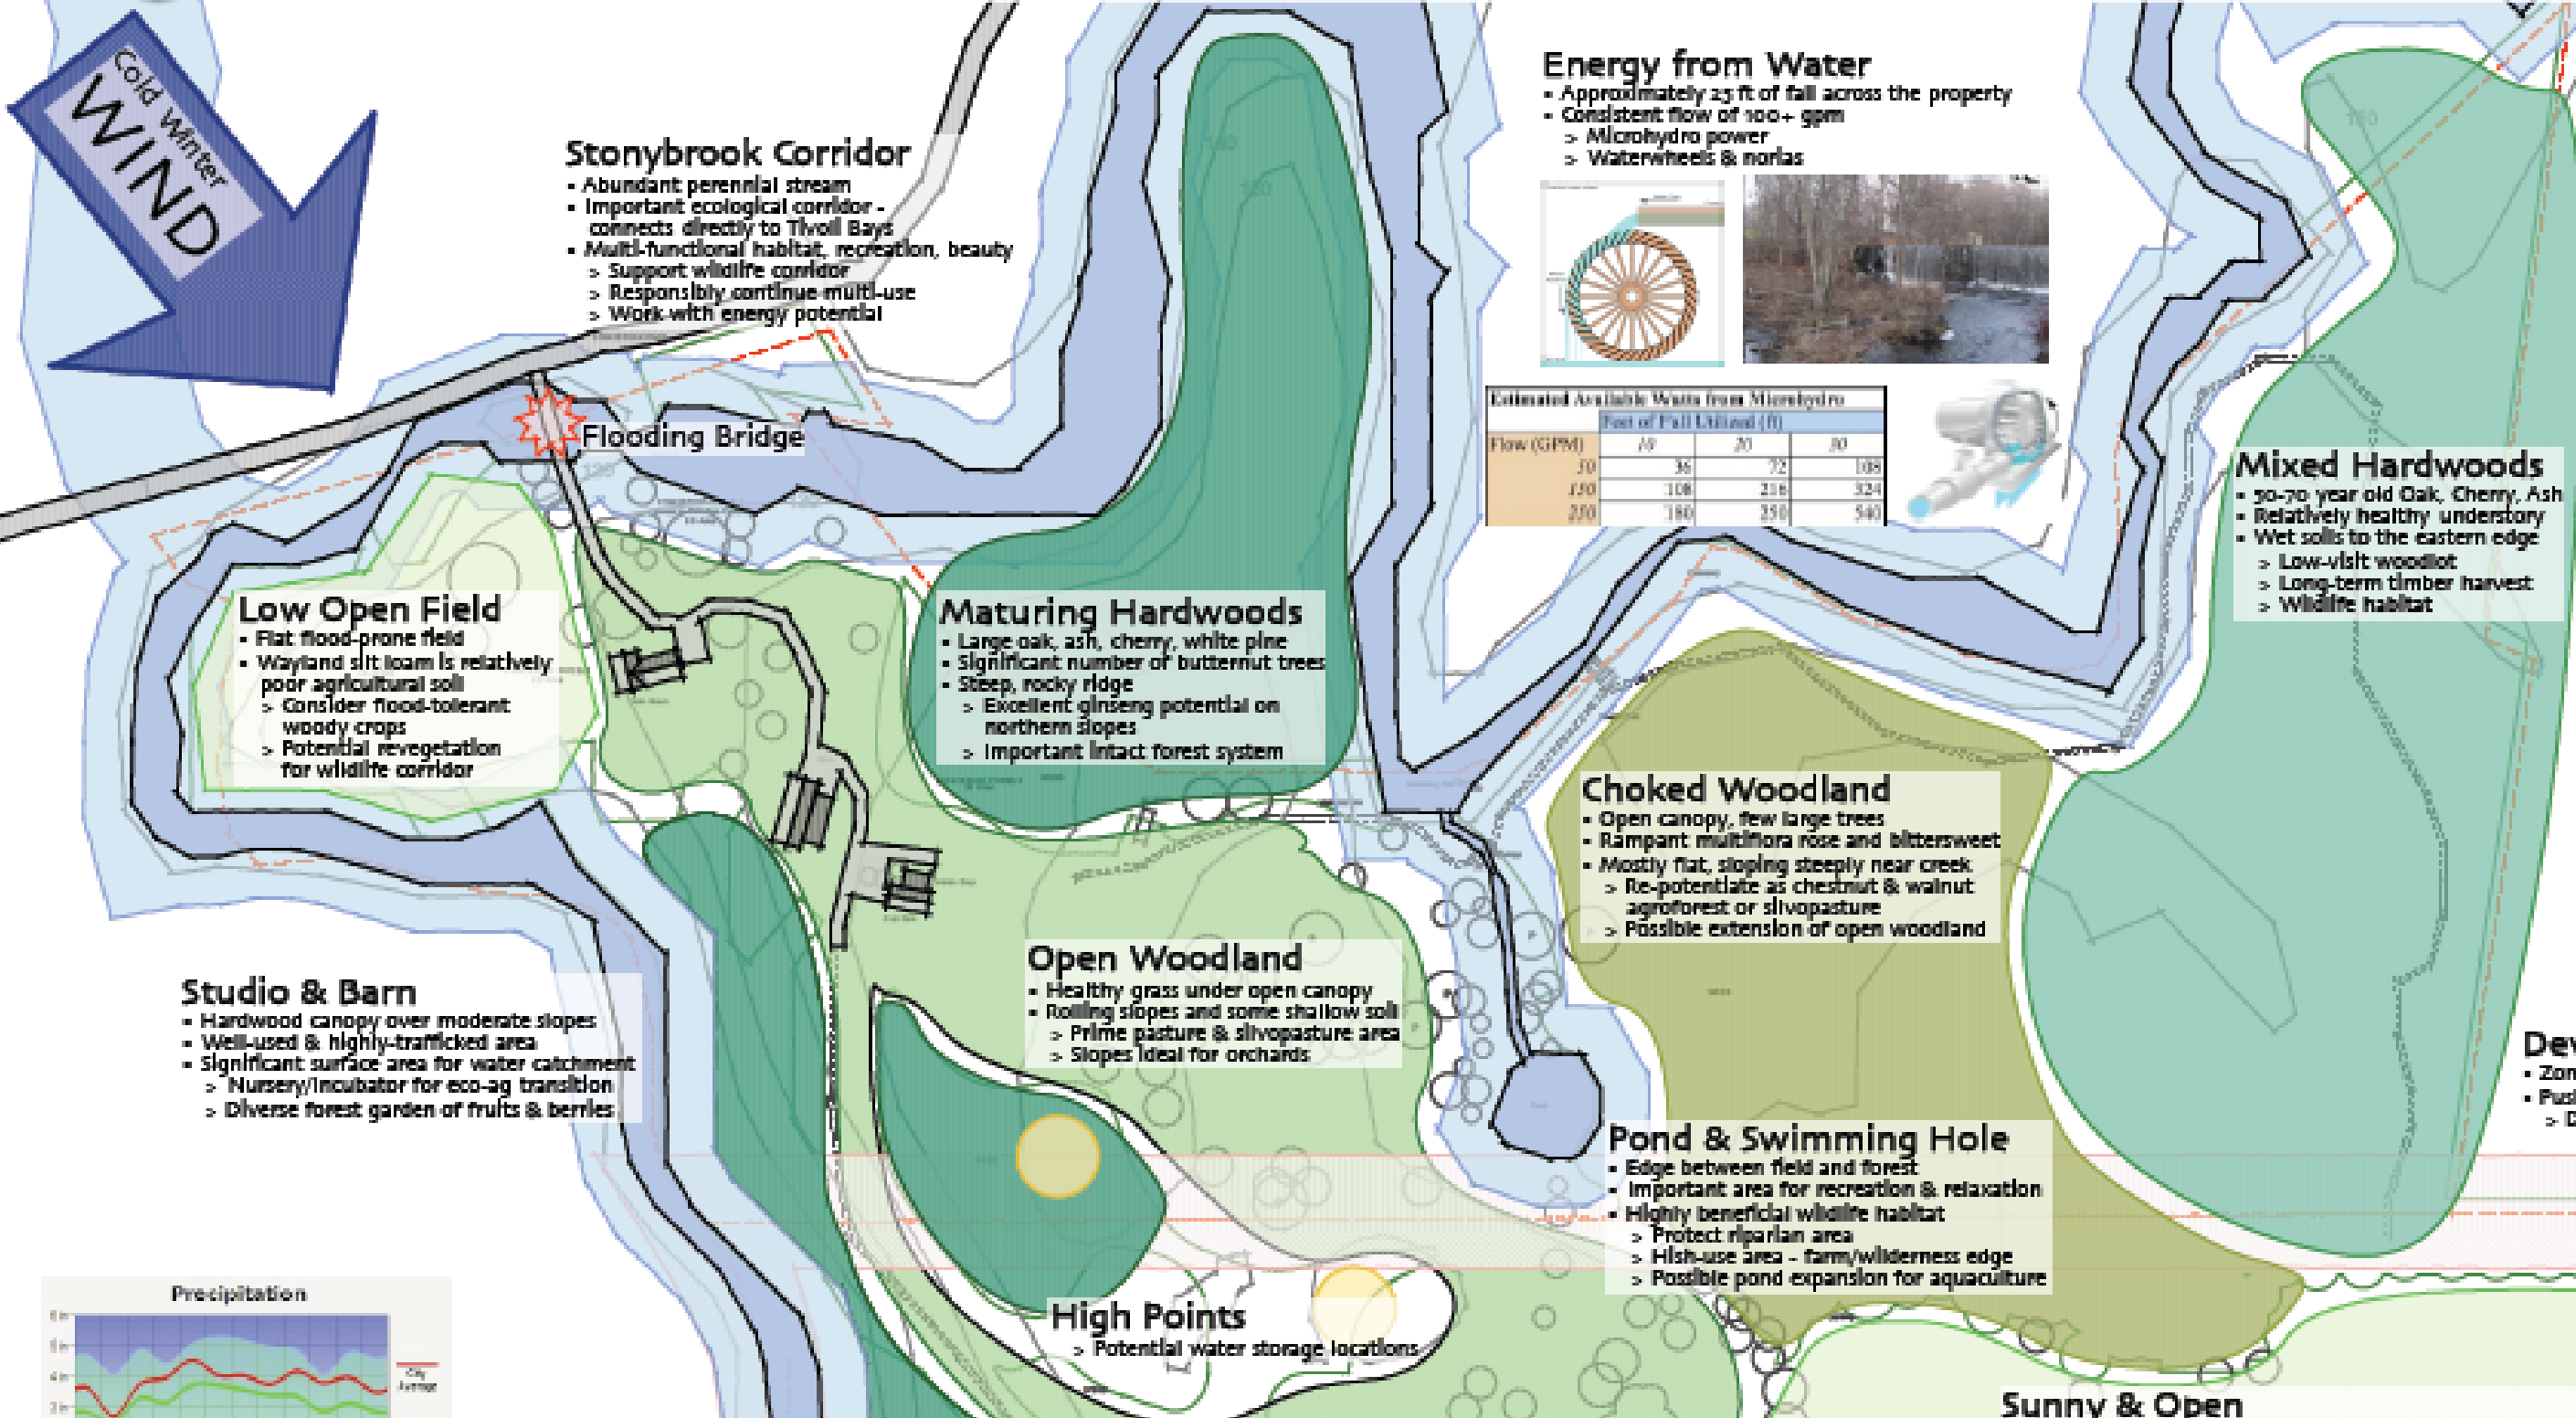 Cold Winter
WIND
Stonybrook Corridor
▪ Abundant perennial stream
▪ Important ecological corridor -
connects directly to Tivoli Bays
▪ Multi-functional habitat, recreation, beauty
> Support wildlife corridor
> Responsibly continue multi-use
> Work with energy potential
Energy from Water
▪ Approximately 25 ft of fall across the property
▪ Consistent flow of 100+ gpm
> Microhydro power
> Waterwheels & norias
Estimated Available Watts from Microhydro
Feet of Fall Utilized (ft)
Flow (GPM) 10 20 30
50 36 72 108
150 108 216 324
250 180 540
Flooding Bridge
Mixed Hardwoods
▪ 50-70 year old Oak, Cherry, Ash
▪ Relatively healthy understory
▪ Wet soils to the eastern edge
> Low-visit woodlot
> Long-term timber harvest
> Wildlife habitat
Low Open Field
▪ Flat flood-prone field
▪ Wayland silt loam is relatively
poor agricultural soil
> Consider flood-tolerant
woody crops
> Potential revegetation
for wildlife corridor
Maturing Hardwoods
▪ Large oak, ash, cherry, white pine
▪ Significant number of butternut trees
▪ Steep, rocky ridge
> Excellent ginseng potential on
northern slopes
> Important intact forest system
Choked Woodland
▪ Open canopy, few large trees
▪ Rampant multiflora rose and bittersweet
▪ Mostly flat, sloping steeply near creek
> Re-potentiate as chestnut & walnut
agroforest or silvopasture
> Possible extension of open woodland
Open Woodland
▪ Healthy grass under open canopy
▪ Rolling slopes and some shallow soil
> Prime pasture & silvopasture area
> Slopes ideal for orchards
Studio & Barn
▪ Hardwood canopy over moderate slopes
▪ Well-used & highly-trafficked area
▪ Significant surface area for water catchment
> Nursery/incubator for eco-ag transition
> Diverse forest garden of fruits & berries
Dev
▪ Zon
▪ Pus
Pond & Swimming Hole
▪ Edge between field and forest
▪ Important area for recreation & relaxation
▪ Highly beneficial wildlife habitat
> Protect riparian area
> High-use area - farm/wilderness edge
> Possible pond expansion for aquaculture
High Points
> Potential water storage locations
Precipitation
City
Average
Sunny & Open